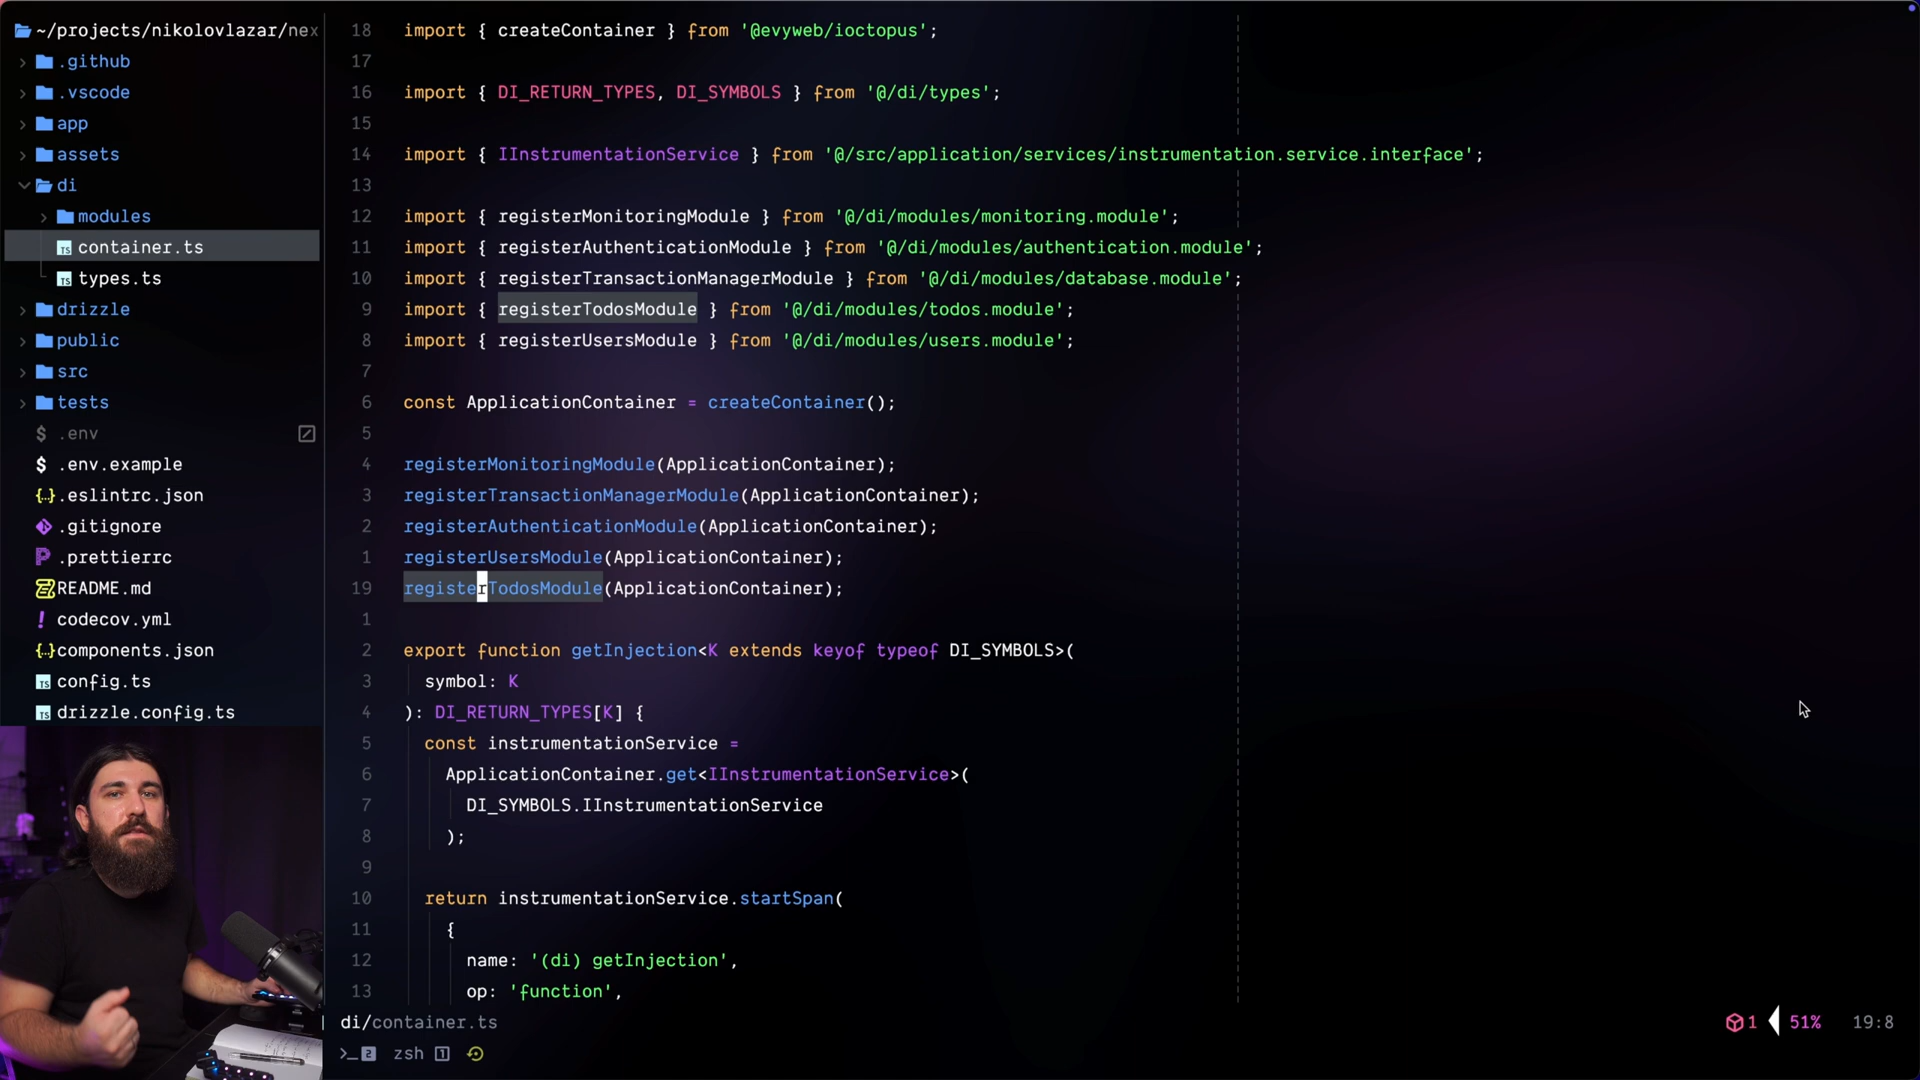 ~/projects/nikolovlazar/nex
.github
.vscode
app
assets
di
modules
container.ts
types.ts
drizzle
public
src
tests
$ .env
$ .env.example
{..} .eslintrc.json
.gitignore
.prettierrc
README.md
! codecov.yml
{..} components.json
TS config.ts
TS drizzle.config.ts
18 import { createContainer } from '@evyweb/ioctopus';
17
16 import { DI_RETURN_TYPES, DI_SYMBOLS } from '@/di/types';
15
14 import { IInstrumentationService } from '@/src/application/services/instrumentation.service.interface';
13
12 import { registerMonitoringModule } from '@/di/modules/monitoring.module';
11 import { registerAuthenticationModule } from '@/di/modules/authentication.module';
10 import { registerTransactionManagerModule } from '@/di/modules/database.module';
9 import { registerTodosModule } from '@/di/modules/todos.module';
8 import { registerUsersModule } from '@/di/modules/users.module';
7
6 const ApplicationContainer = createContainer();
5
4 registerMonitoringModule(ApplicationContainer);
3 registerTransactionManagerModule(ApplicationContainer);
2 registerAuthenticationModule(ApplicationContainer);
1 registerUsersModule(ApplicationContainer);
19 registerTodosModule(ApplicationContainer);
1
2 export function getInjection<K extends keyof typeof DI_SYMBOLS>(
3 symbol: K
4 ): DI_RETURN_TYPES[K] {
5 const instrumentationService =
6 ApplicationContainer.get<IInstrumentationService>(
7 DI_SYMBOLS.IInstrumentationService
8 );
9
10 return instrumentationService.startSpan(
11 {
12 name: '(di) getInjection',
13 op: 'function',
di/container.ts
1 51% 19:8
>_ 2 zsh 1